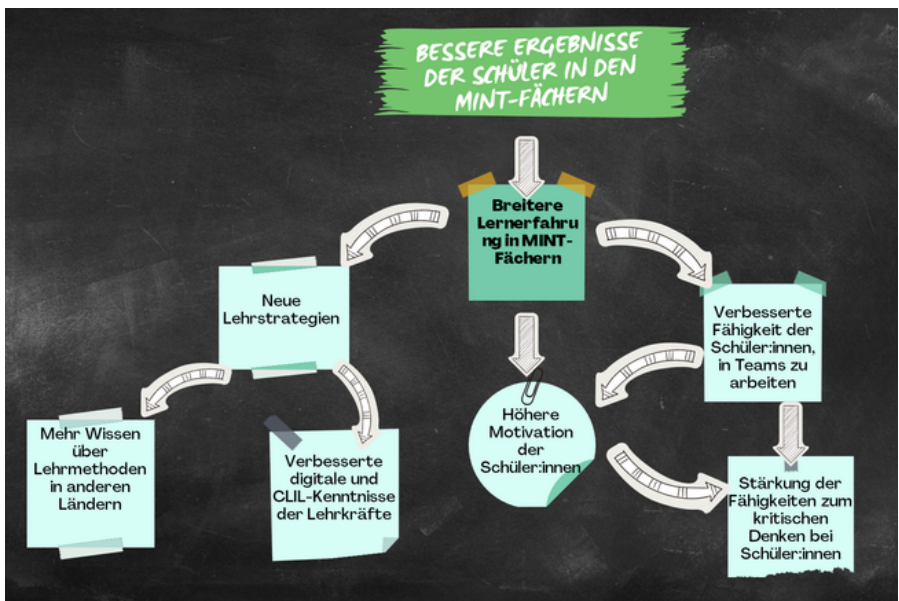 BESSERE ERGEBNISSE
DER SCHÜLER IN DEN
MINT-FÄCHERN
Breitere
Lernerfahru
ng in MINT-
Fächern
Neue
Lehrstrategien
Verbesserte
Fähigkeit der
Schüler:innen,
in Teams zu
arbeiten
Mehr Wissen
über
Lehrmethoden
in anderen
Ländern
Verbesserte
digitale und
CLIL-Kenntnisse
der Lehrkräfte
Höhere
Motivation
der
Schüler:innen
Stärkung der
Fähigkeiten zum
kritischen
Denken bei
Schüler:innen